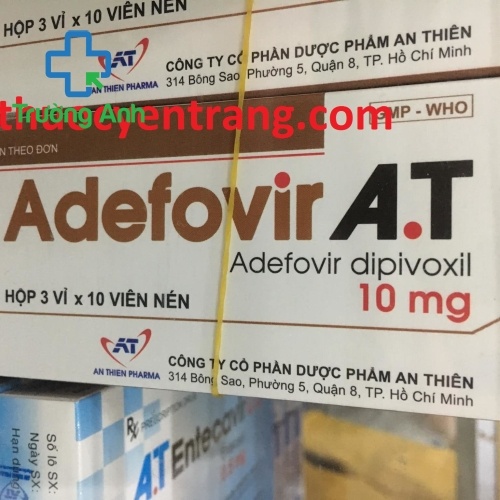 HỘP 3 VỈ x 10 VIÊN NÉN
AT
AN THIEN PHARMA
CÔNG TY CỔ PHẦN DƯỢC PHẨM AN THIÊN
314 Bông Sao, Phường 5, Quận 8, TP. Hồ Chí Minh
Trường Anh
thuocyentrang.com
GMP - WHO
N THEO ĐƠN
Adefovir A.T
Adefovir dipivoxil
10 mg
HỘP 3 VỈ x 10 VIÊN NÉN
AT
AN THIEN PHARMA
CÔNG TY CỔ PHẦN DƯỢC PHẨM AN THIÊN
314 Bông Sao, Phường 5, Quận 8, TP. Hồ Chí Minh
Rx PRESCRIPTION
A.T Entecavir
Số lô SX:
Ngày SX:
Hạn dùng